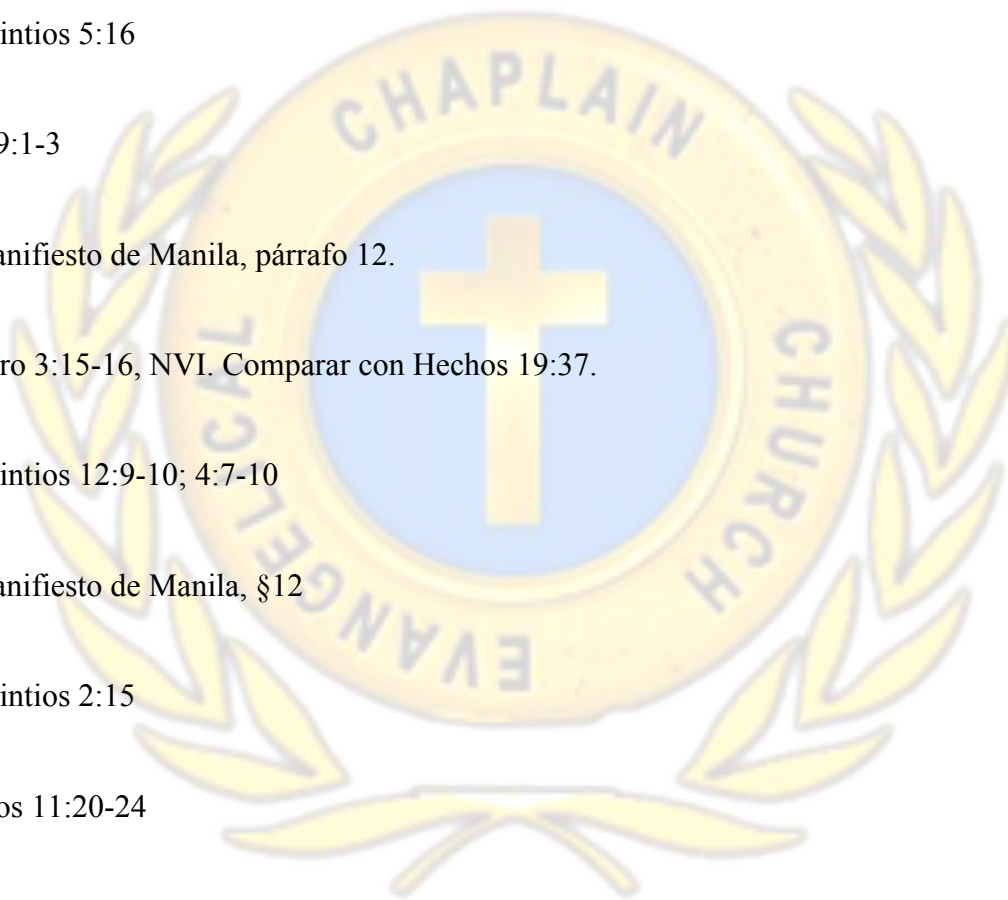 intios 5:16
9:1-3
anifiesto de Manila, párrafo 12.
ro 3:15-16, NVI. Comparar con Hechos 19:37.
intios 12:9-10; 4:7-10
anifiesto de Manila, §12
intios 2:15
os 11:20-24
CHAPLAIN CHURCH EVANGELICAL